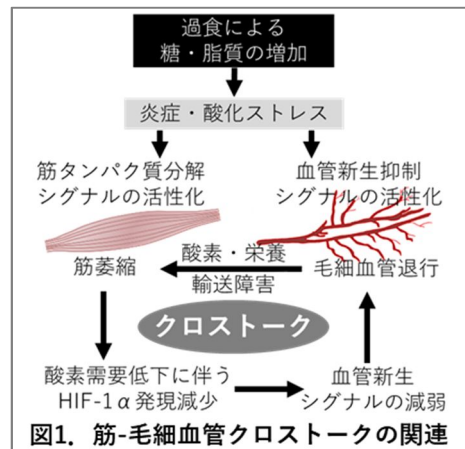 過食による
糖・脂質の増加
炎症・酸化ストレス
筋タンパク質分解
シグナルの活性化
血管新生抑制
シグナルの活性化
筋萎縮
酸素・栄養
輸送障害
毛細血管退行
クロストーク
酸素需要低下に伴う
HIF-1α発現減少
血管新生
シグナルの減弱
図1. 筋-毛細血管クロストークの関連